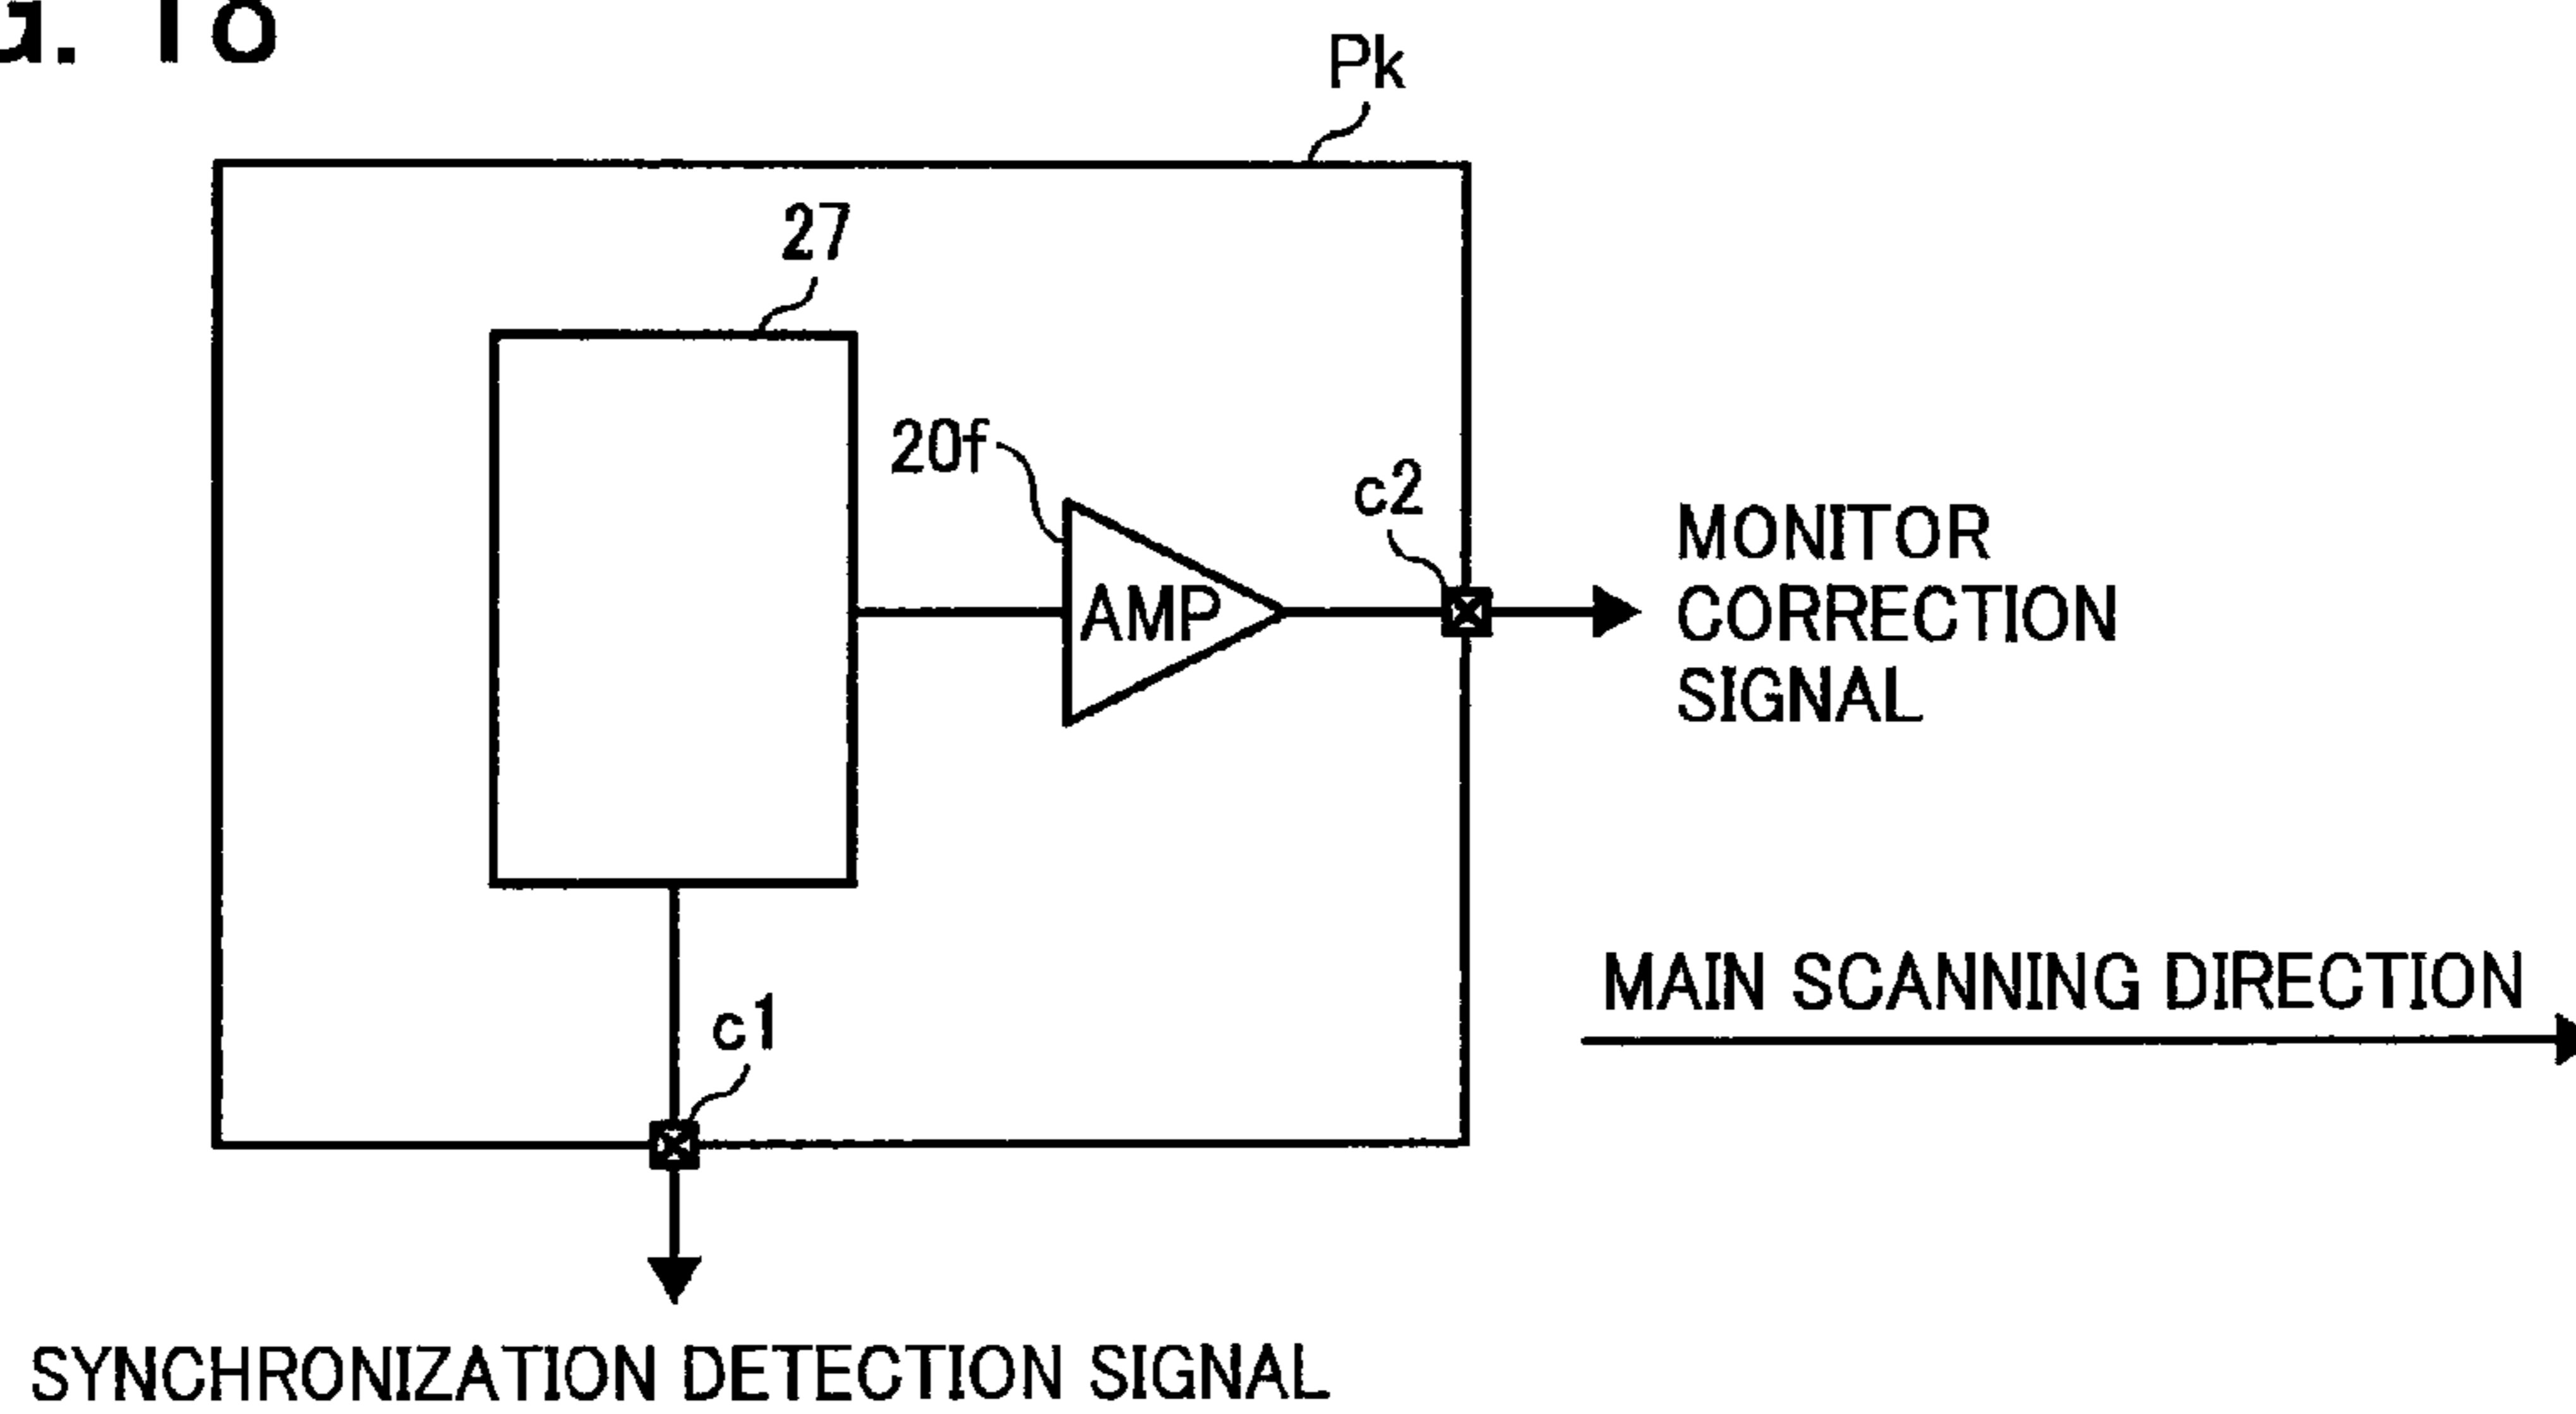 Pk
27
20f
c2
AMP
MONITOR
CORRECTION
SIGNAL
MAIN SCANNING DIRECTION
c1
SYNCHRONIZATION DETECTION SIGNAL